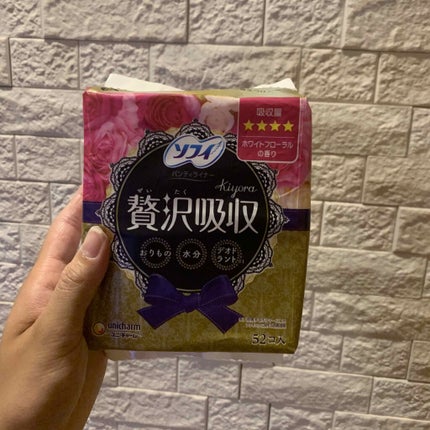 吸収量
★★★★
ホワイトフローラル
の香り
ソフィ
パンティライナー
Kiyora
ぜい たく
贅沢吸収
おりもの
水分
デオド
ラント
unicharm
ユニ・チャーム
52コ入